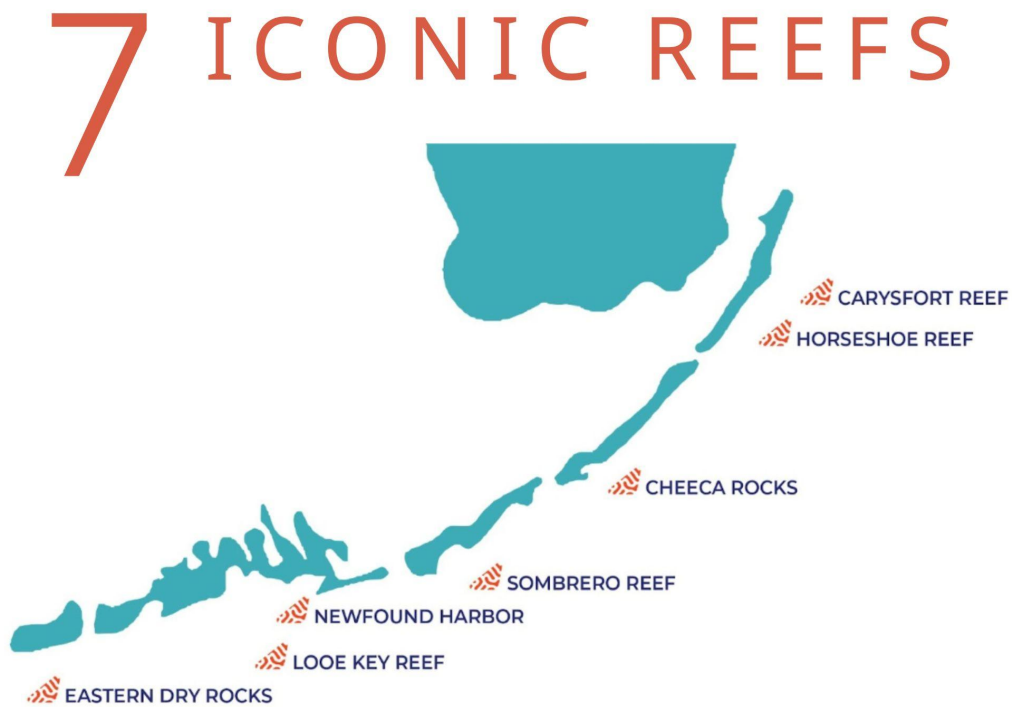 7 ICONIC REEFS
CARYSFORT REEF
HORSESHOE REEF
CHEECA ROCKS
SOMBRERO REEF
NEWFOUND HARBOR
LOOE KEY REEF
EASTERN DRY ROCKS